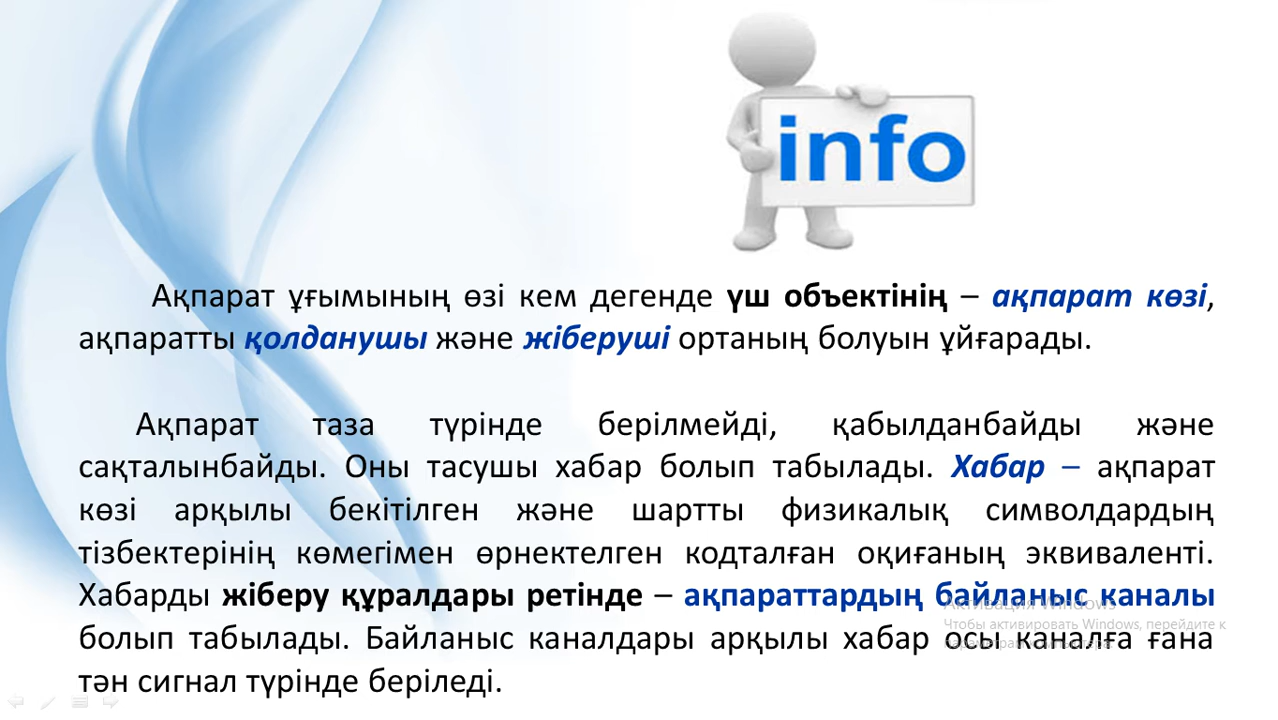 info
Ақпарат ұғымының өзі кем дегенде үш объектінің – ақпарат көзі,
ақпаратты қолданушы және жіберуші ортаның болуын ұйғарады.
Ақпарат таза түрінде берілмейді, қабылданбайды және
сақталынбайды. Оны тасушы хабар болып табылады. Хабар – ақпарат
көзі арқылы бекітілген және шартты физикалық символдардың
тізбектерінің көмегімен өрнектелген кодталған оқиғаның эквиваленті.
Хабарды жіберу құралдары ретінде – ақпараттардың байланыс каналы
болып табылады. Байланыс каналдары арқылы хабар осы каналға ғана
тән сигнал түрінде беріледі.
Активация Windows
Чтобы активировать Windows, перейдите к
параметрам компьютера.